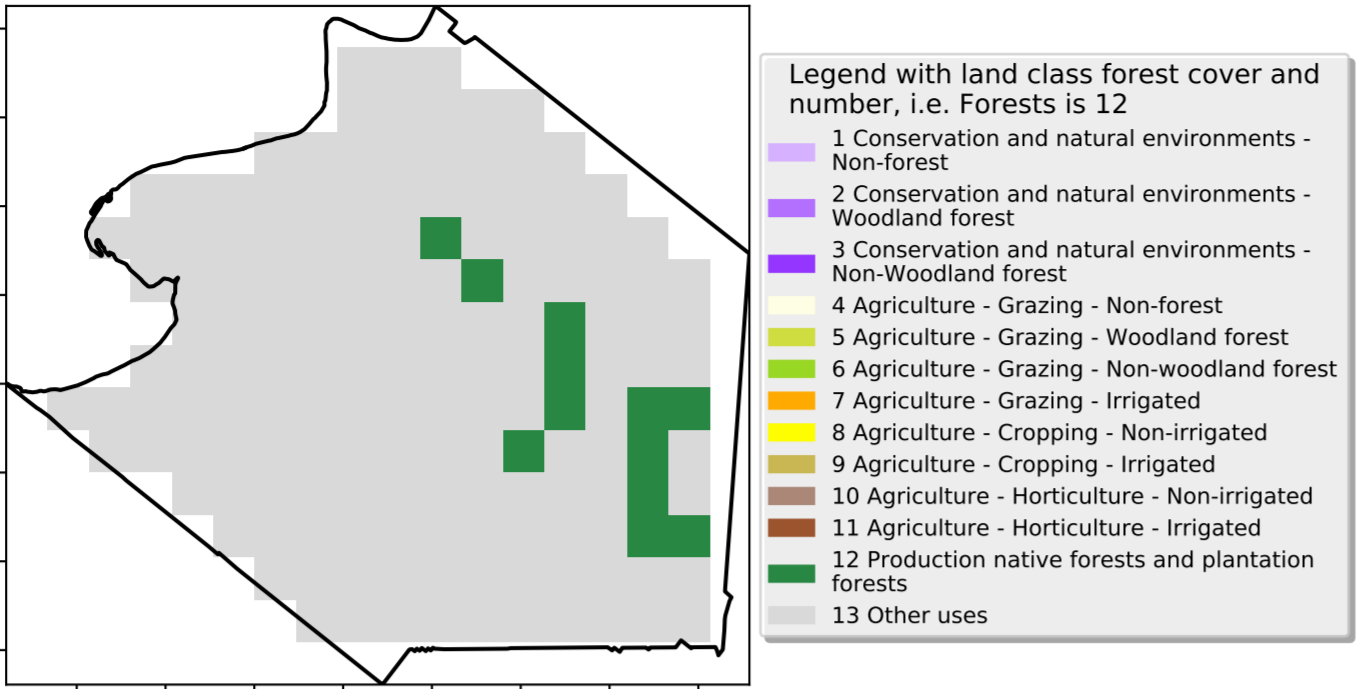 Legend with land class forest cover and
number, i.e. Forests is 12
1 Conservation and natural environments -
Non-forest
2 Conservation and natural environments -
Woodland forest
3 Conservation and natural environments -
Non-Woodland forest
4 Agriculture - Grazing - Non-forest
5 Agriculture - Grazing - Woodland forest
6 Agriculture - Grazing - Non-woodland forest
7 Agriculture - Grazing - Irrigated
8 Agriculture - Cropping - Non-irrigated
9 Agriculture - Cropping - Irrigated
10 Agriculture - Horticulture - Non-irrigated
11 Agriculture - Horticulture - Irrigated
12 Production native forests and plantation
forests
13 Other uses